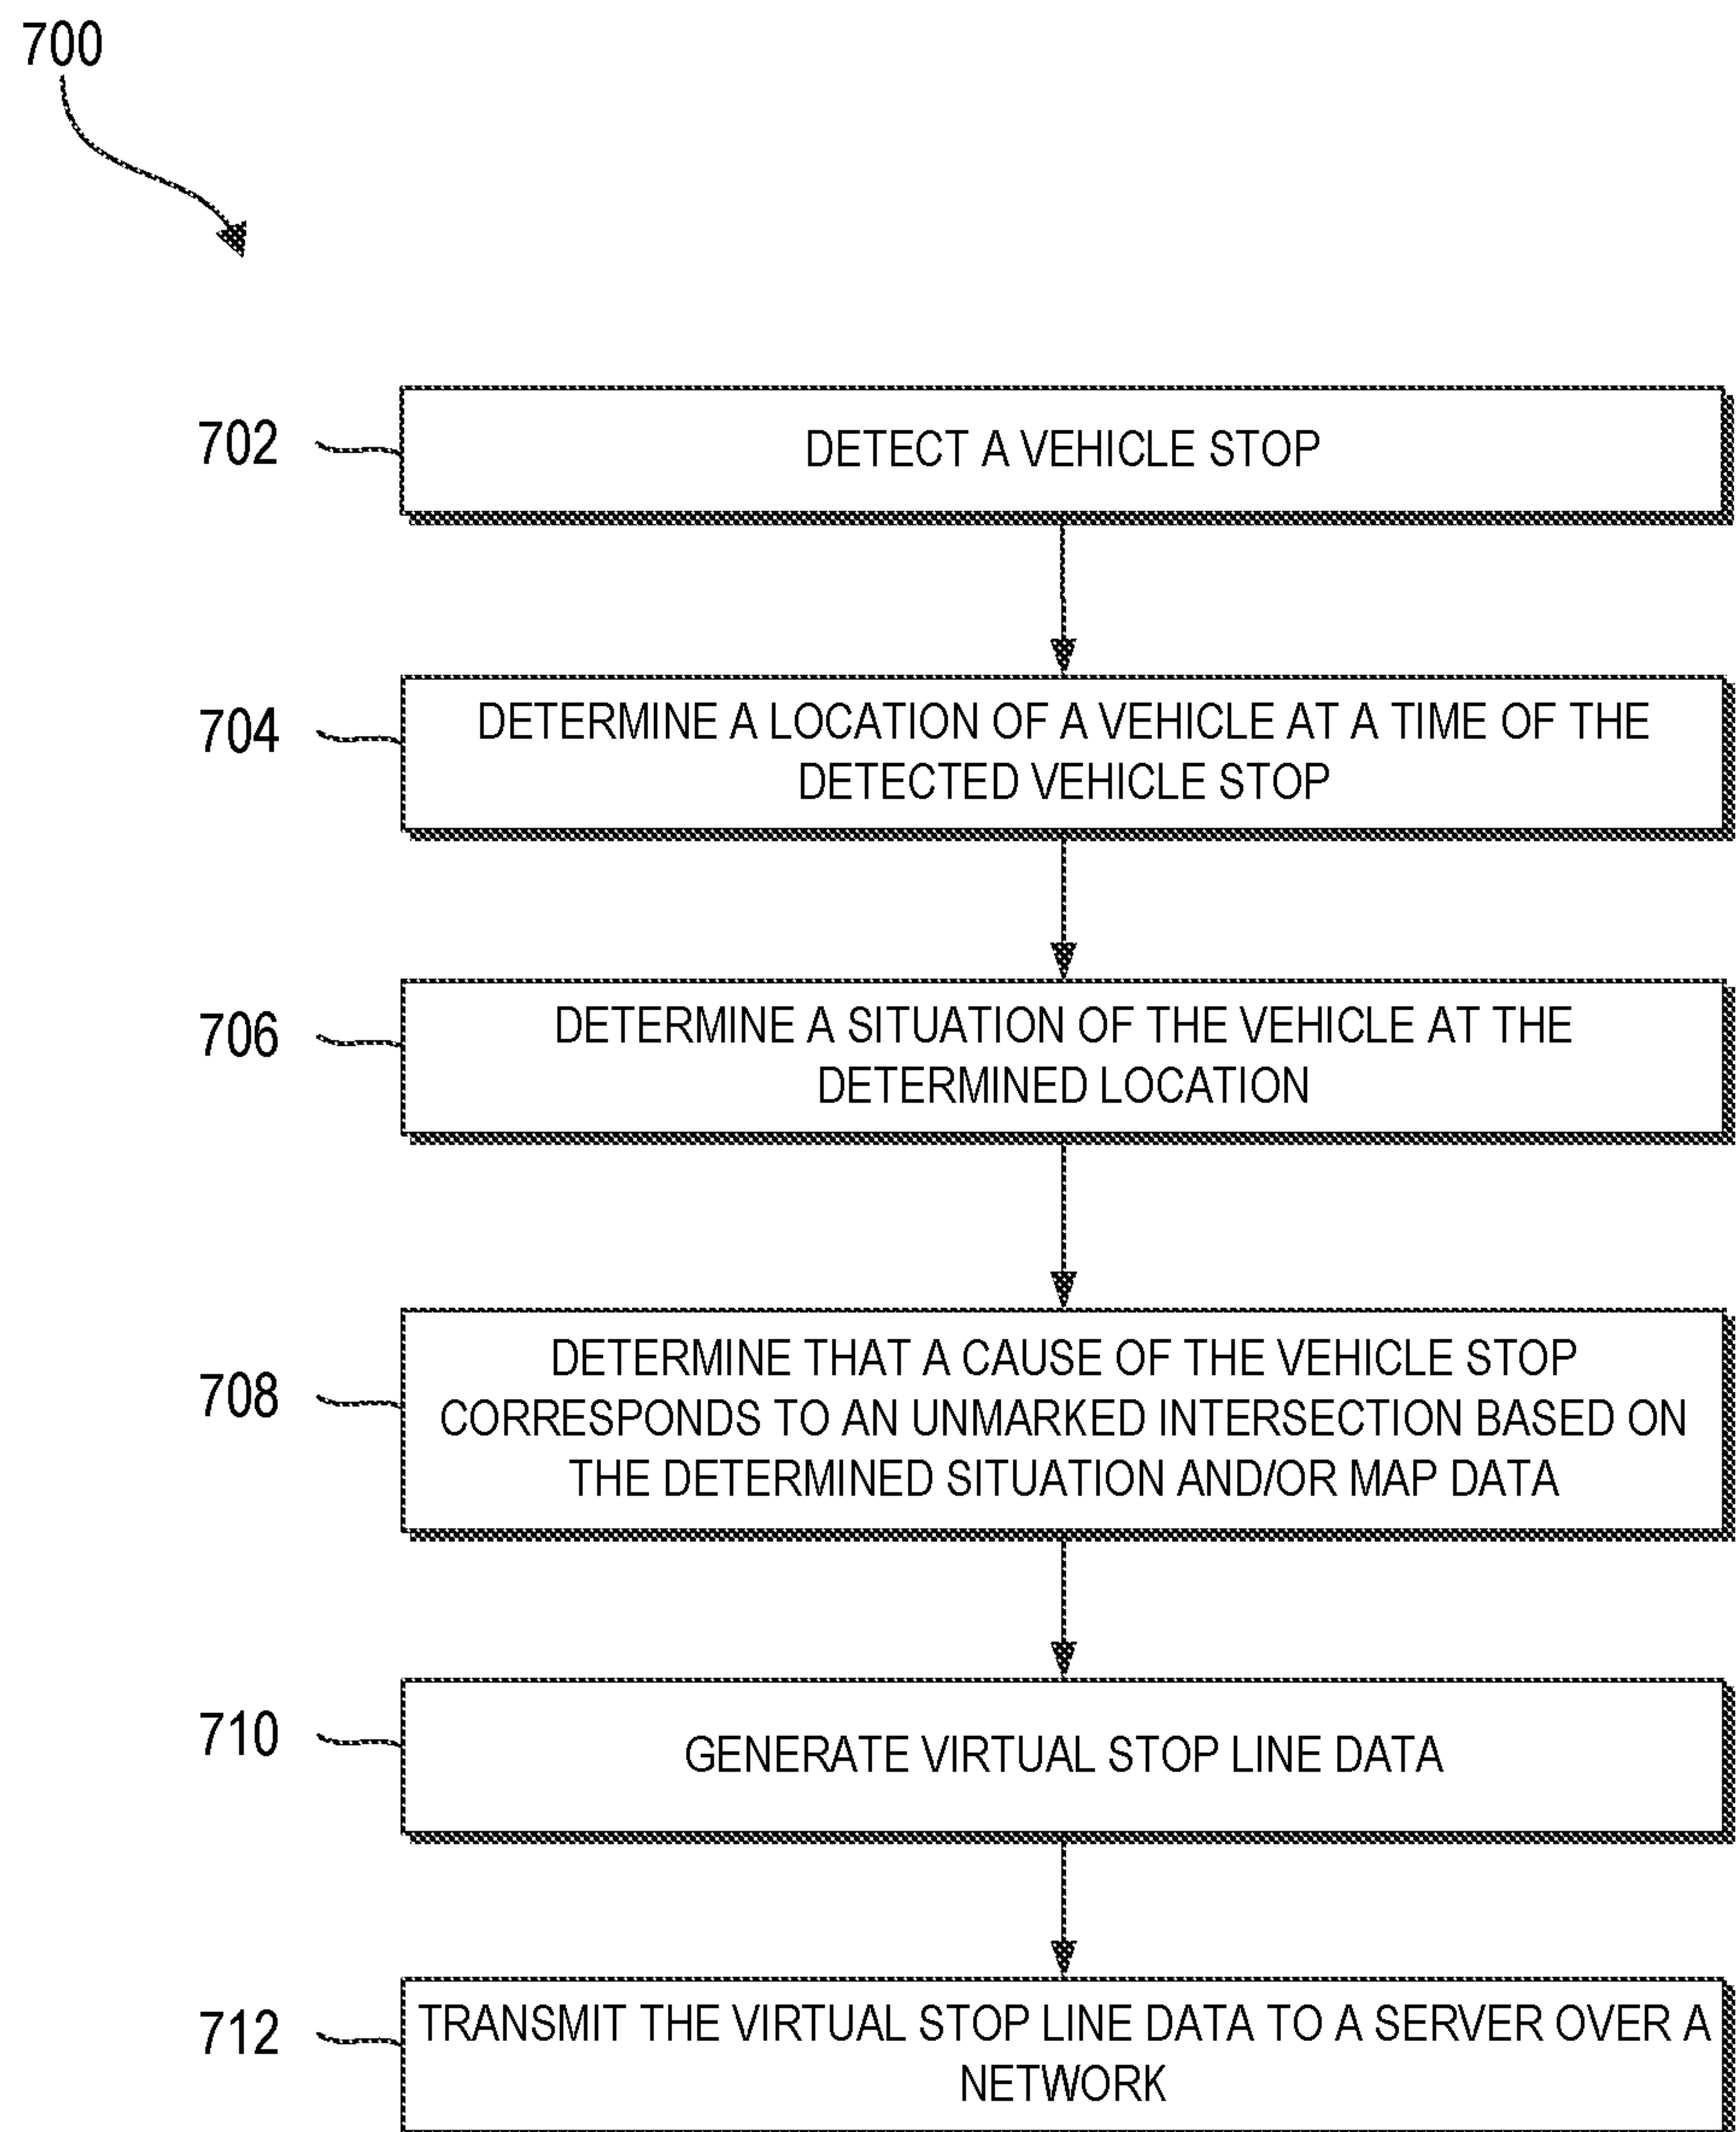 700
702
DETECT A VEHICLE STOP
704
DETERMINE A LOCATION OF A VEHICLE AT A TIME OF THE
DETECTED VEHICLE STOP
706
DETERMINE A SITUATION OF THE VEHICLE AT THE
DETERMINED LOCATION
708
DETERMINE THAT A CAUSE OF THE VEHICLE STOP
CORRESPONDS TO AN UNMARKED INTERSECTION BASED ON
THE DETERMINED SITUATION AND/OR MAP DATA
710
GENERATE VIRTUAL STOP LINE DATA
712
TRANSMIT THE VIRTUAL STOP LINE DATA TO A SERVER OVER A
NETWORK